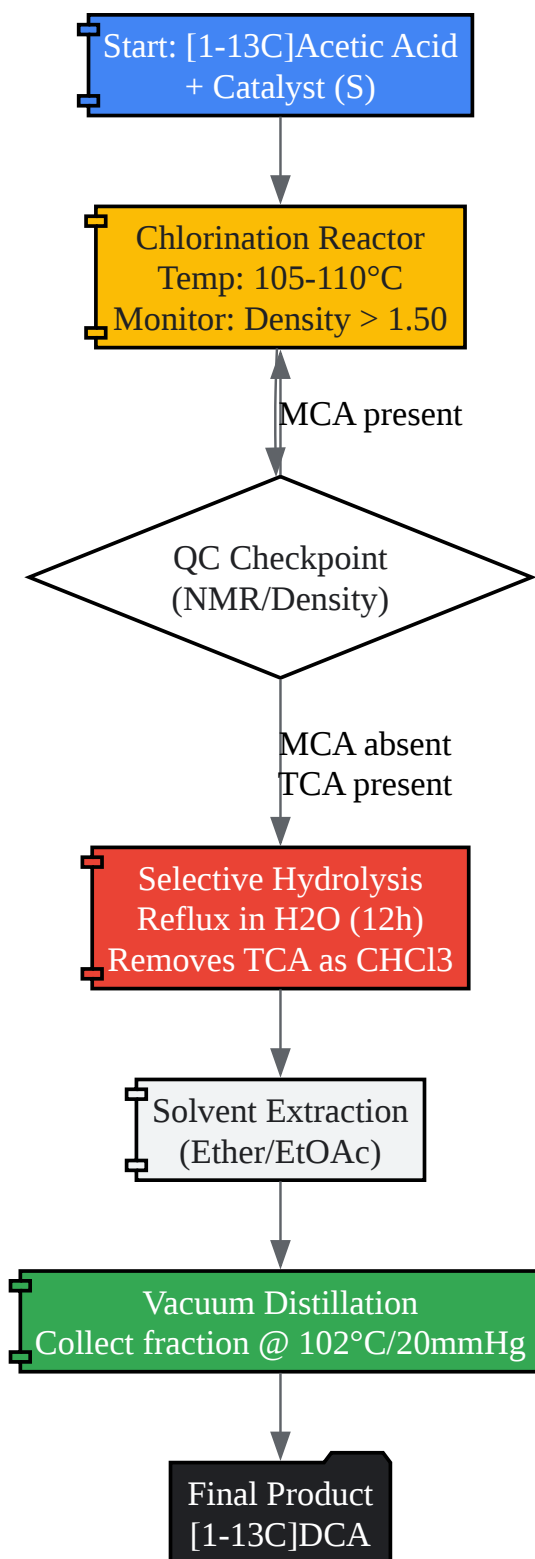 Start: [1-13C]Acetic Acid
+ Catalyst (S)
Chlorination Reactor
Temp: 105-110°C
Monitor: Density > 1.50
MCA present
QC Checkpoint
(NMR/Density)
MCA absent
TCA present
Selective Hydrolysis
Reflux in H2O (12h)
Removes TCA as CHCl3
Solvent Extraction
(Ether/EtOAc)
Vacuum Distillation
Collect fraction @ 102°C/20mmHg
Final Product
[1-13C]DCA